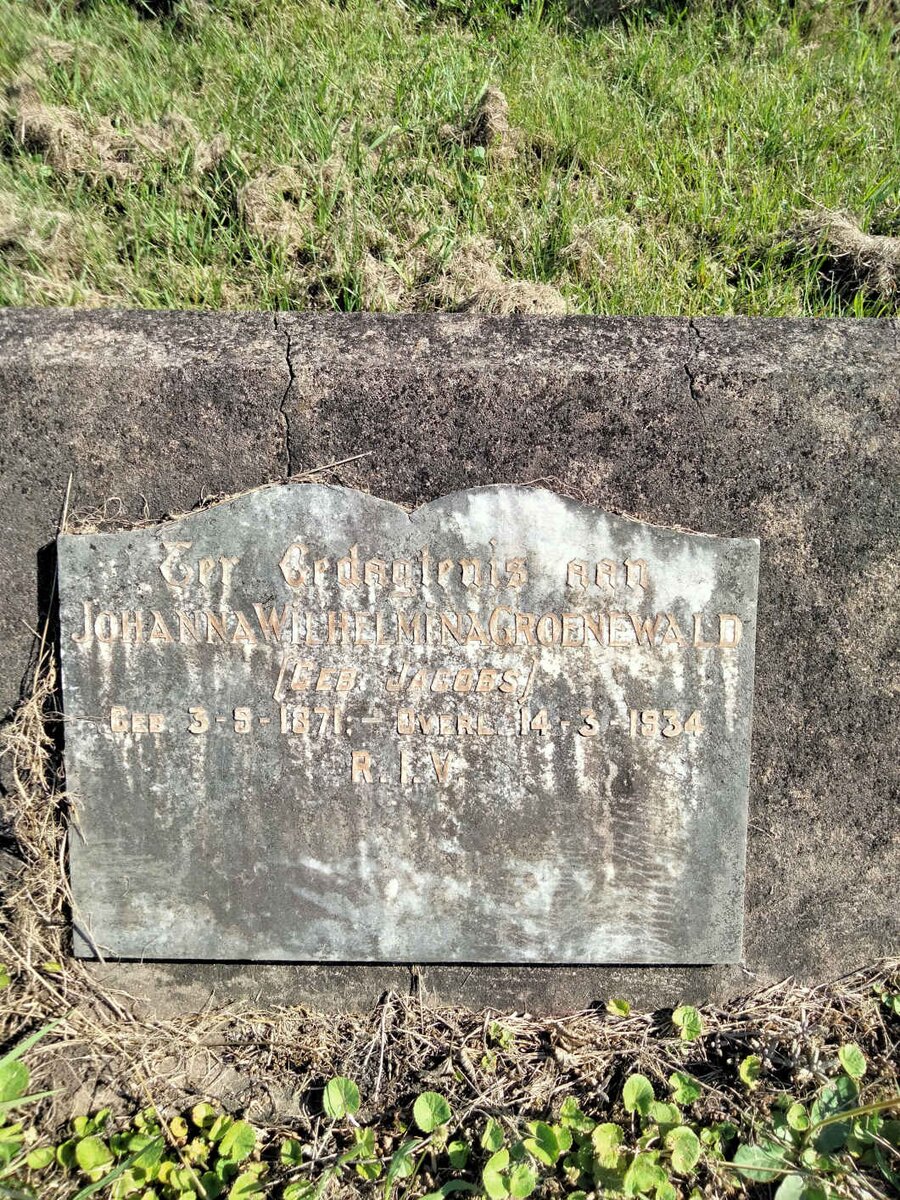 Ter Gedagtenis aan
JOHANNA WILHELMINA GROENEWALD
(GEB JACOBS)
GEB. 3-9-1871.— OVERL. 14-3-1934
R.I.V.